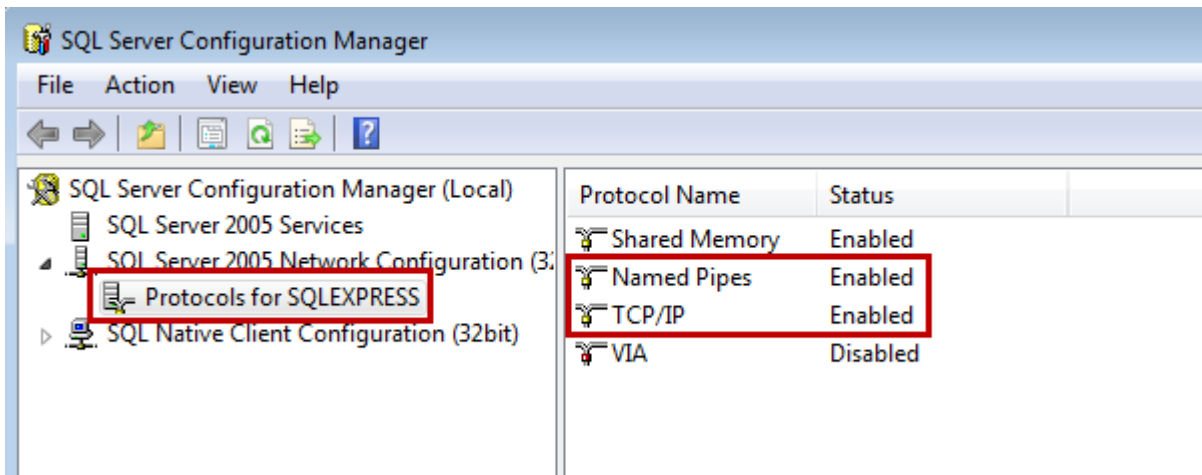 SQL Server Configuration Manager
File Action View Help
SQL Server Configuration Manager (Local)
SQL Server 2005 Services
SQL Server 2005 Network Configuration (32
Protocols for SQLEXPRESS
SQL Native Client Configuration (32bit)
Protocol Name Status
Shared Memory Enabled
Named Pipes Enabled
TCP/IP Enabled
VIA Disabled